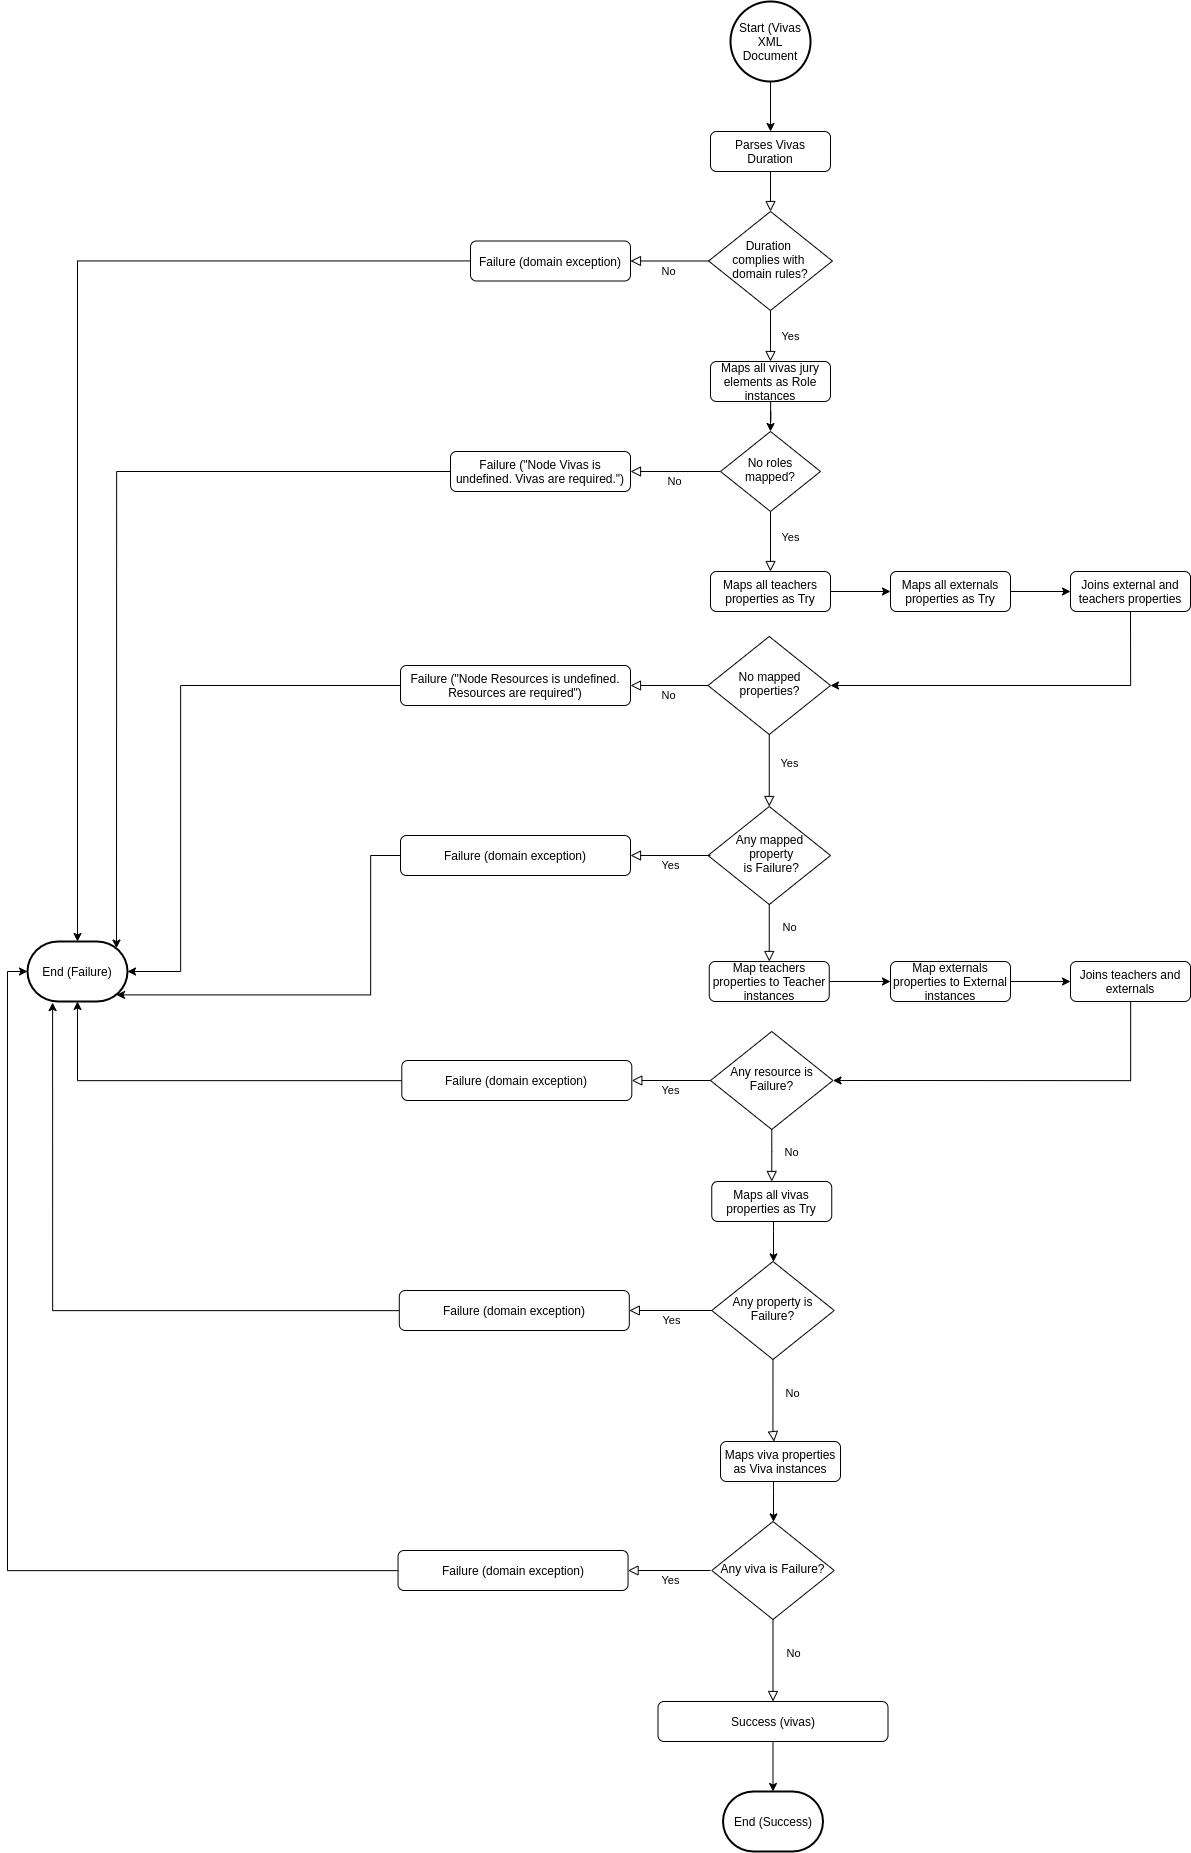 Start (Vivas
XML
Document
Parses Vivas
Duration
Duration
complies with
domain rules?
No
Failure (domain exception)
Yes
Maps all vivas jury
elements as Role
instances
No roles
mapped?
No
Failure ("Node Vivas is
undefined. Vivas are required.")
Yes
Maps all teachers
properties as Try
Maps all externals
properties as Try
Joins external and
teachers properties
No mapped
properties?
No
Failure ("Node Resources is undefined.
Resources are required")
Yes
Any mapped
property
is Failure?
Yes
Failure (domain exception)
No
End (Failure)
Map teachers
properties to Teacher
instances
Map externals
properties to External
instances
Joins teachers and
externals
Any resource is
Failure?
Yes
Failure (domain exception)
No
Maps all vivas
properties as Try
Any property is
Failure?
Yes
Failure (domain exception)
No
Maps viva properties
as Viva instances
Any viva is Failure?
Yes
Failure (domain exception)
No
Success (vivas)
End (Success)